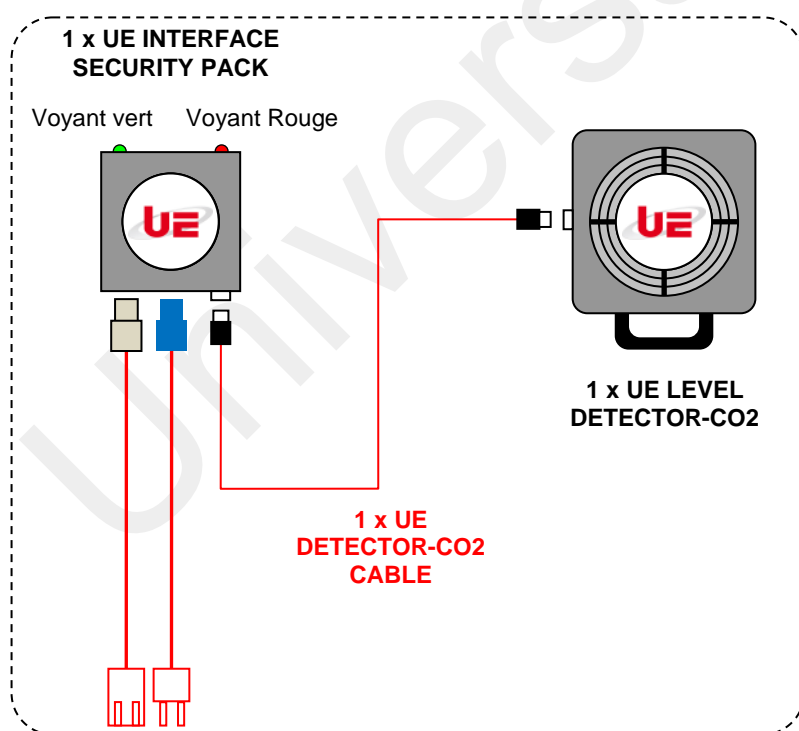 1 x UE INTERFACE
SECURITY PACK
Voyant vert
Voyant Rouge
UE
UE
1 x UE LEVEL
DETECTOR-CO2
1 x UE
DETECTOR-CO2
CABLE
Univers